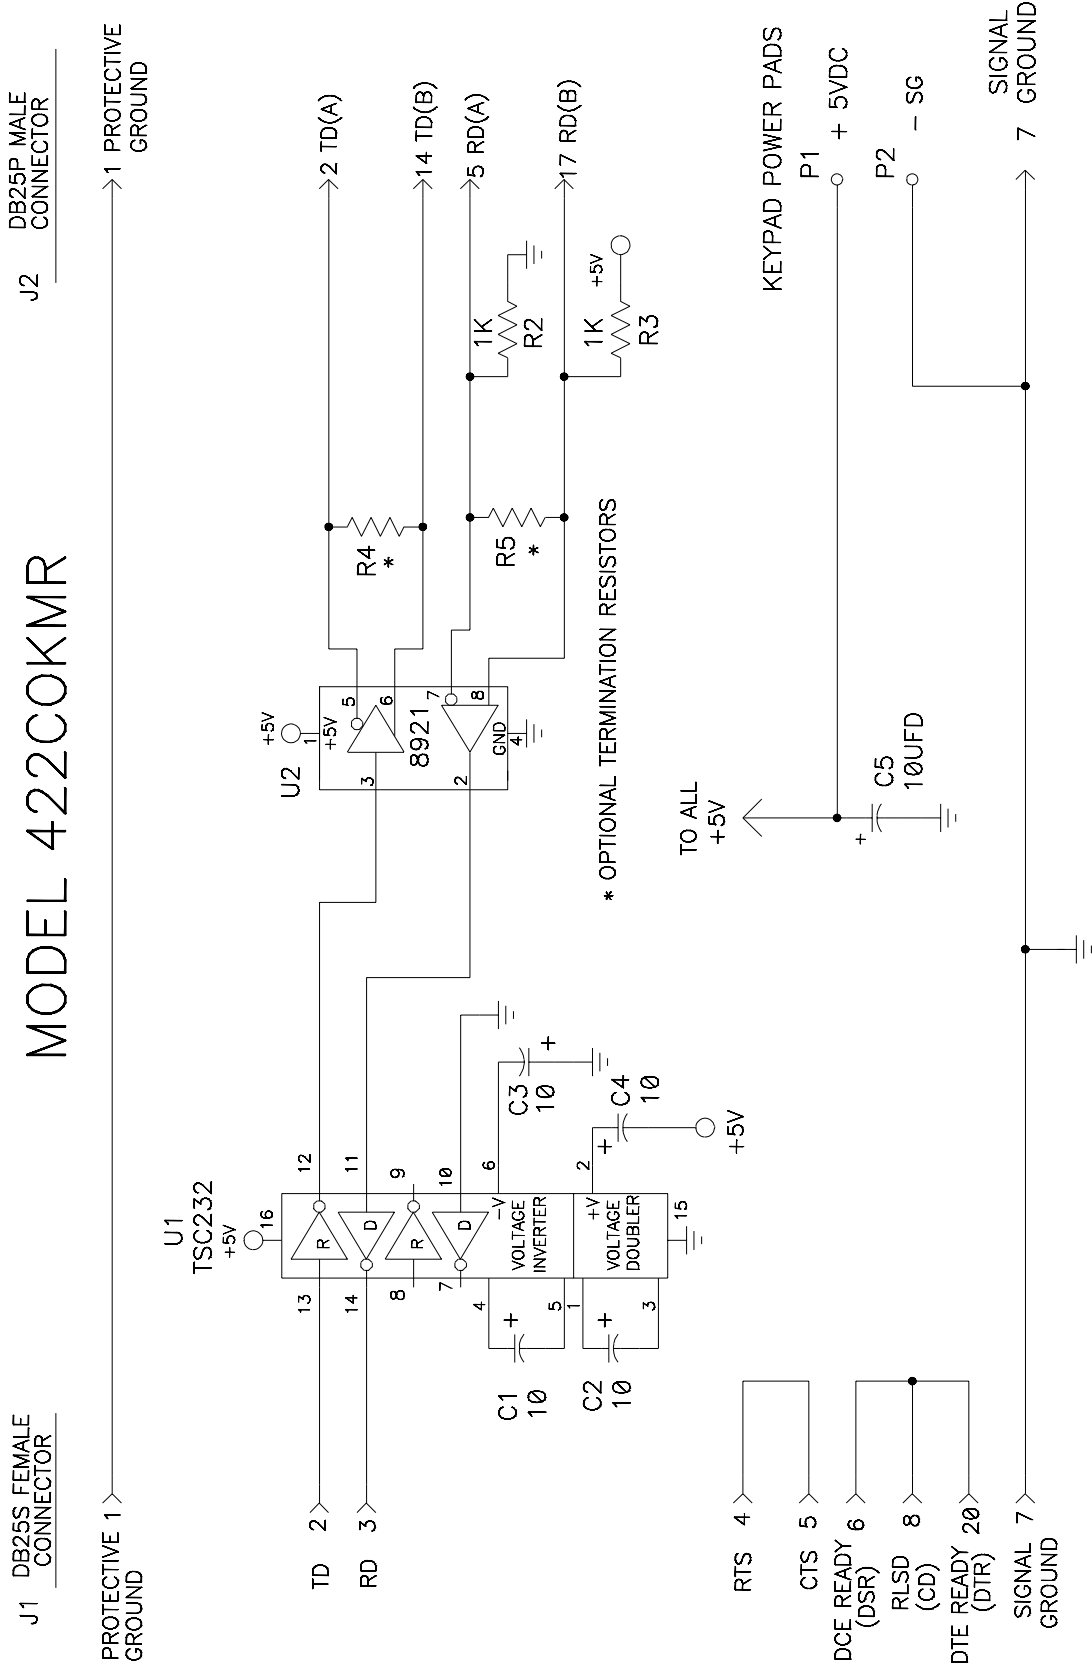 MODEL 422COKMR
J1 DB25S FEMALE
CONNECTOR
J2 DB25P MALE
CONNECTOR
PROTECTIVE 1
GROUND
1 PROTECTIVE
GROUND
U1
TSC232
+5V
16
TD 2
13
R
12
RD 3
14
D
11
8
R
9
7
D
10
4
5
+
C1
10
VOLTAGE
INVERTER
-V
6
C3
10
+
1
3
+
C2
10
VOLTAGE
DOUBLER
+V
2
+
C4
10
+5V
15
U2
+5V
1
+5V
3
5
6
8921
2
7
8
GND
4
R4
*
R5
*
2 TD(A)
14 TD(B)
5 RD(A)
17 RD(B)
1K
R2
1K
R3
+5V
* OPTIONAL TERMINATION RESISTORS
TO ALL
+5V
+
C5
10UFD
KEYPAD POWER PADS
P1
+ 5VDC
P2
- SG
RTS 4
CTS 5
DCE READY 6
(DSR)
RLSD 8
(CD)
DTE READY 20
(DTR)
SIGNAL 7
GROUND
7 SIGNAL
GROUND